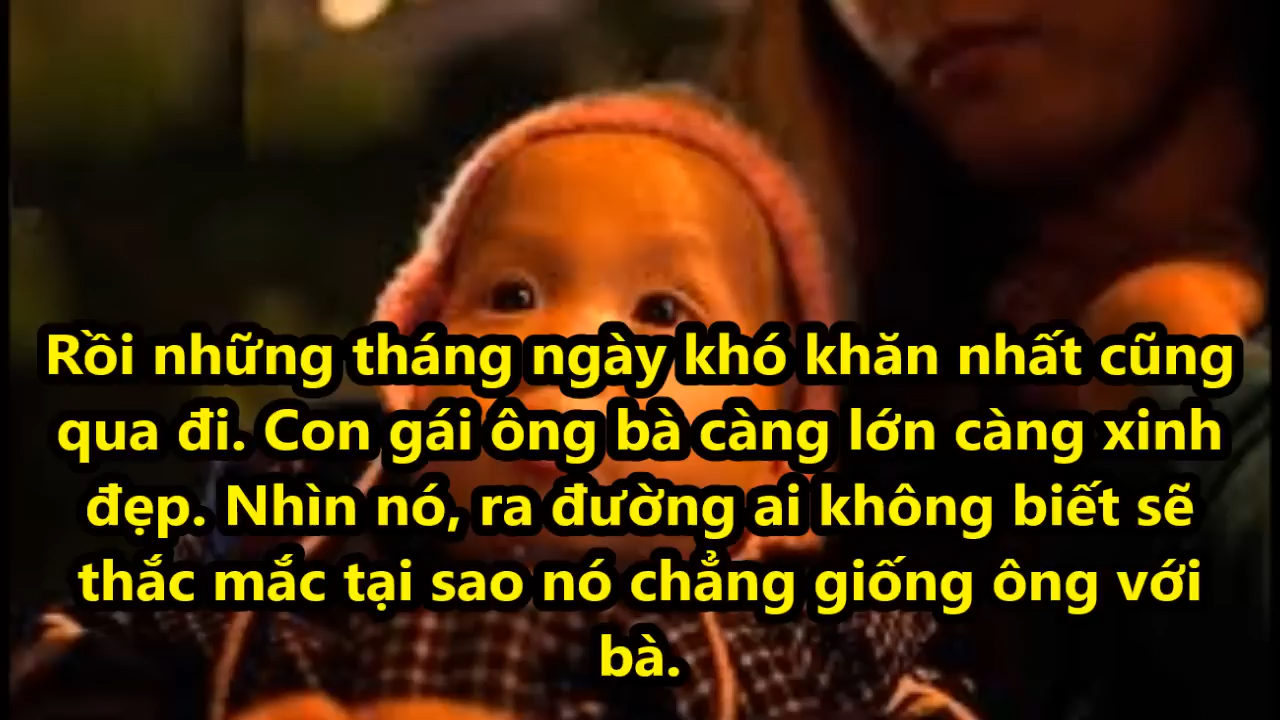 Rồi những tháng ngày khó khăn nhất cũng
qua đi. Con gái ông bà càng lớn càng xinh
đẹp. Nhìn nó, ra đường ai không biết sẽ
thắc mắc tại sao nó chẳng giống ông với
bà.